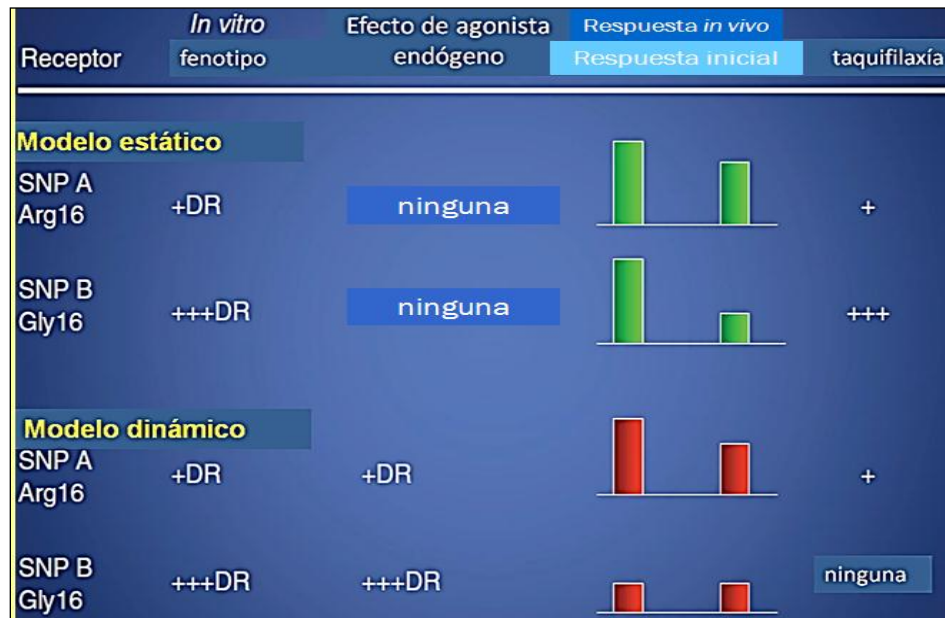 In vitro Efecto de agonista Respuesta in vivo
Receptor fenotipo endógeno Respuesta inicial taquifilaxía
Modelo estático
SNP A
Arg16 +DR ninguna +
SNP B
Gly16 +++DR ninguna +++
Modelo dinámico
SNP A
Arg16 +DR +DR +
SNP B
Gly16 +++DR +++DR ninguna